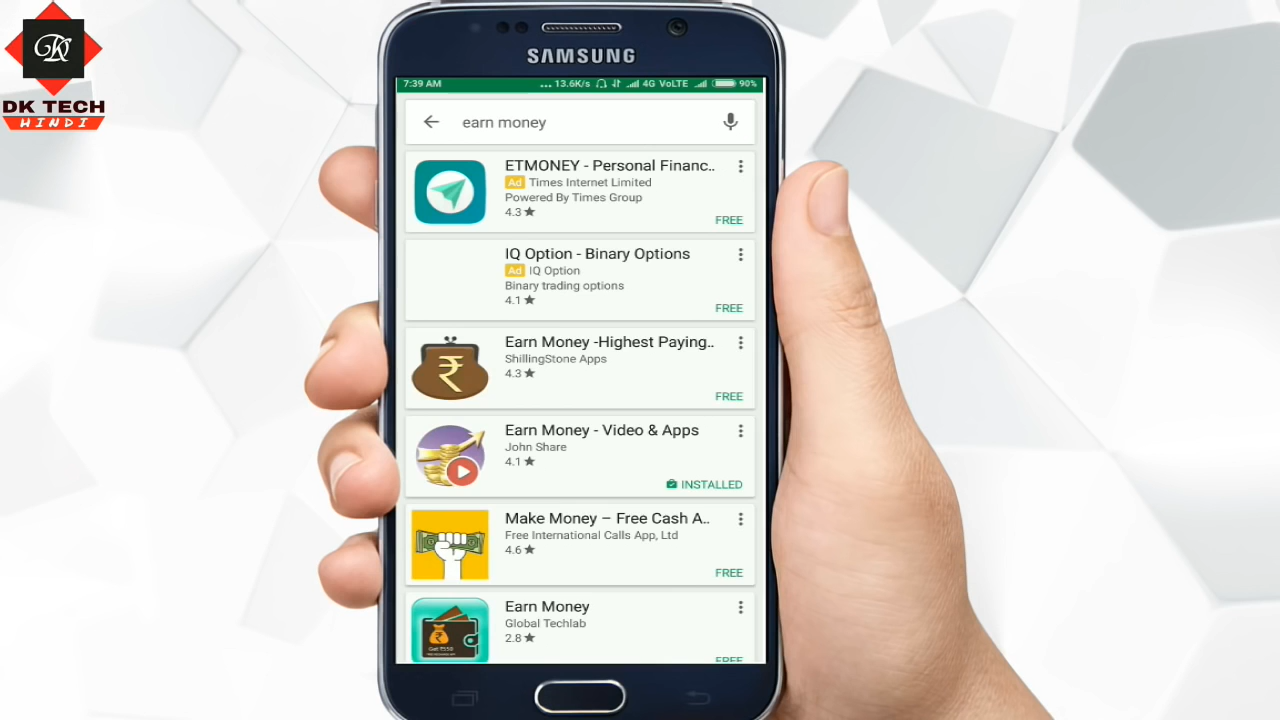 DK TECH
HINDI
SAMSUNG
7:39 AM ... 13.6K/s 4G VoLTE 90%
earn money
ETMONEY - Personal Financ..
Ad Times Internet Limited
Powered By Times Group
4.3★
FREE
IQ Option - Binary Options
Ad IQ Option
Binary trading options
4.1★
FREE
Earn Money -Highest Paying..
ShillingStone Apps
4.3★
FREE
Earn Money - Video & Apps
John Share
4.1★
INSTALLED
Make Money – Free Cash A..
Free International Calls App, Ltd
4.6★
FREE
Earn Money
Global Techlab
2.8★
FREE